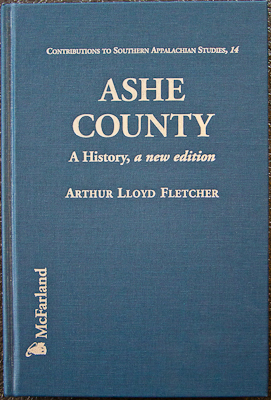 CONTRIBUTIONS TO SOUTHERN APPALACHIAN STUDIES, 14
ASHE
COUNTY
A History, a new edition
ARTHUR LLOYD FLETCHER
McFarland